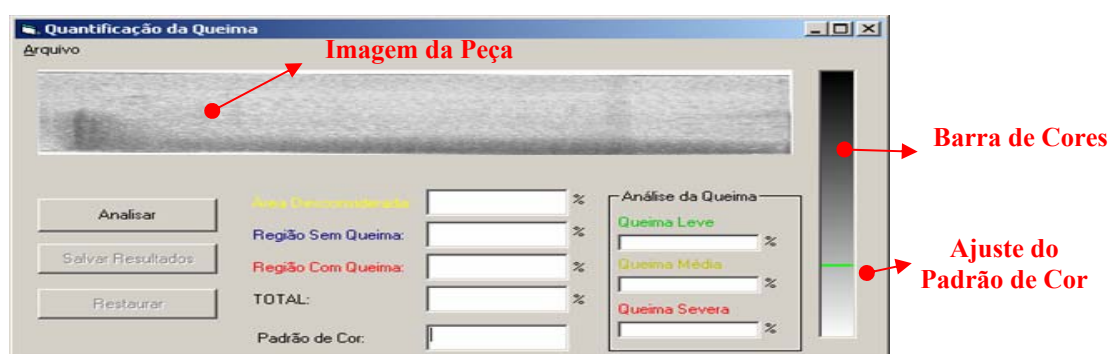 Quantificação da Queima
Arquivo
Imagem da Peça
Barra de Cores
Analisar
Salvar Resultados
Restaurar
Área Desconsiderada: %
Região Sem Queima: %
Região Com Queima: %
TOTAL: %
Padrão de Cor:
Análise da Queima
Queima Leve
%
Queima Média
%
Queima Severa
%
Ajuste do
Padrão de Cor